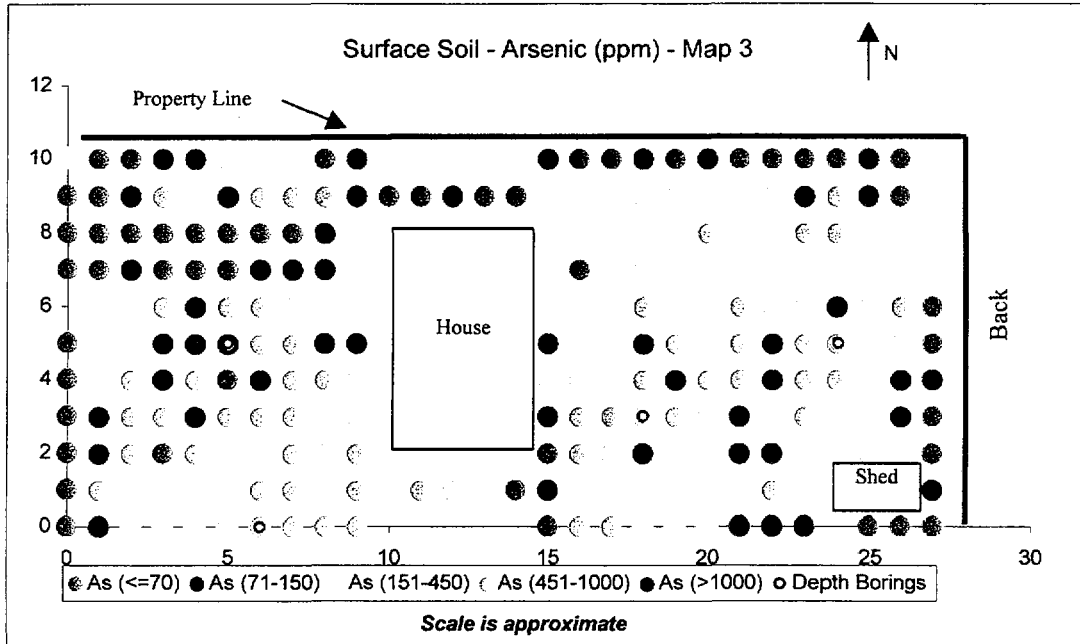 Surface Soil - Arsenic (ppm) - Map 3
N
12
Property Line
10
8
6
House
Back
4
2
Shed
0
0 5 10 15 20 25 30
As (<=70) As (71-150) As (151-450) As (451-1000) As (>1000) Depth Borings
Scale is approximate